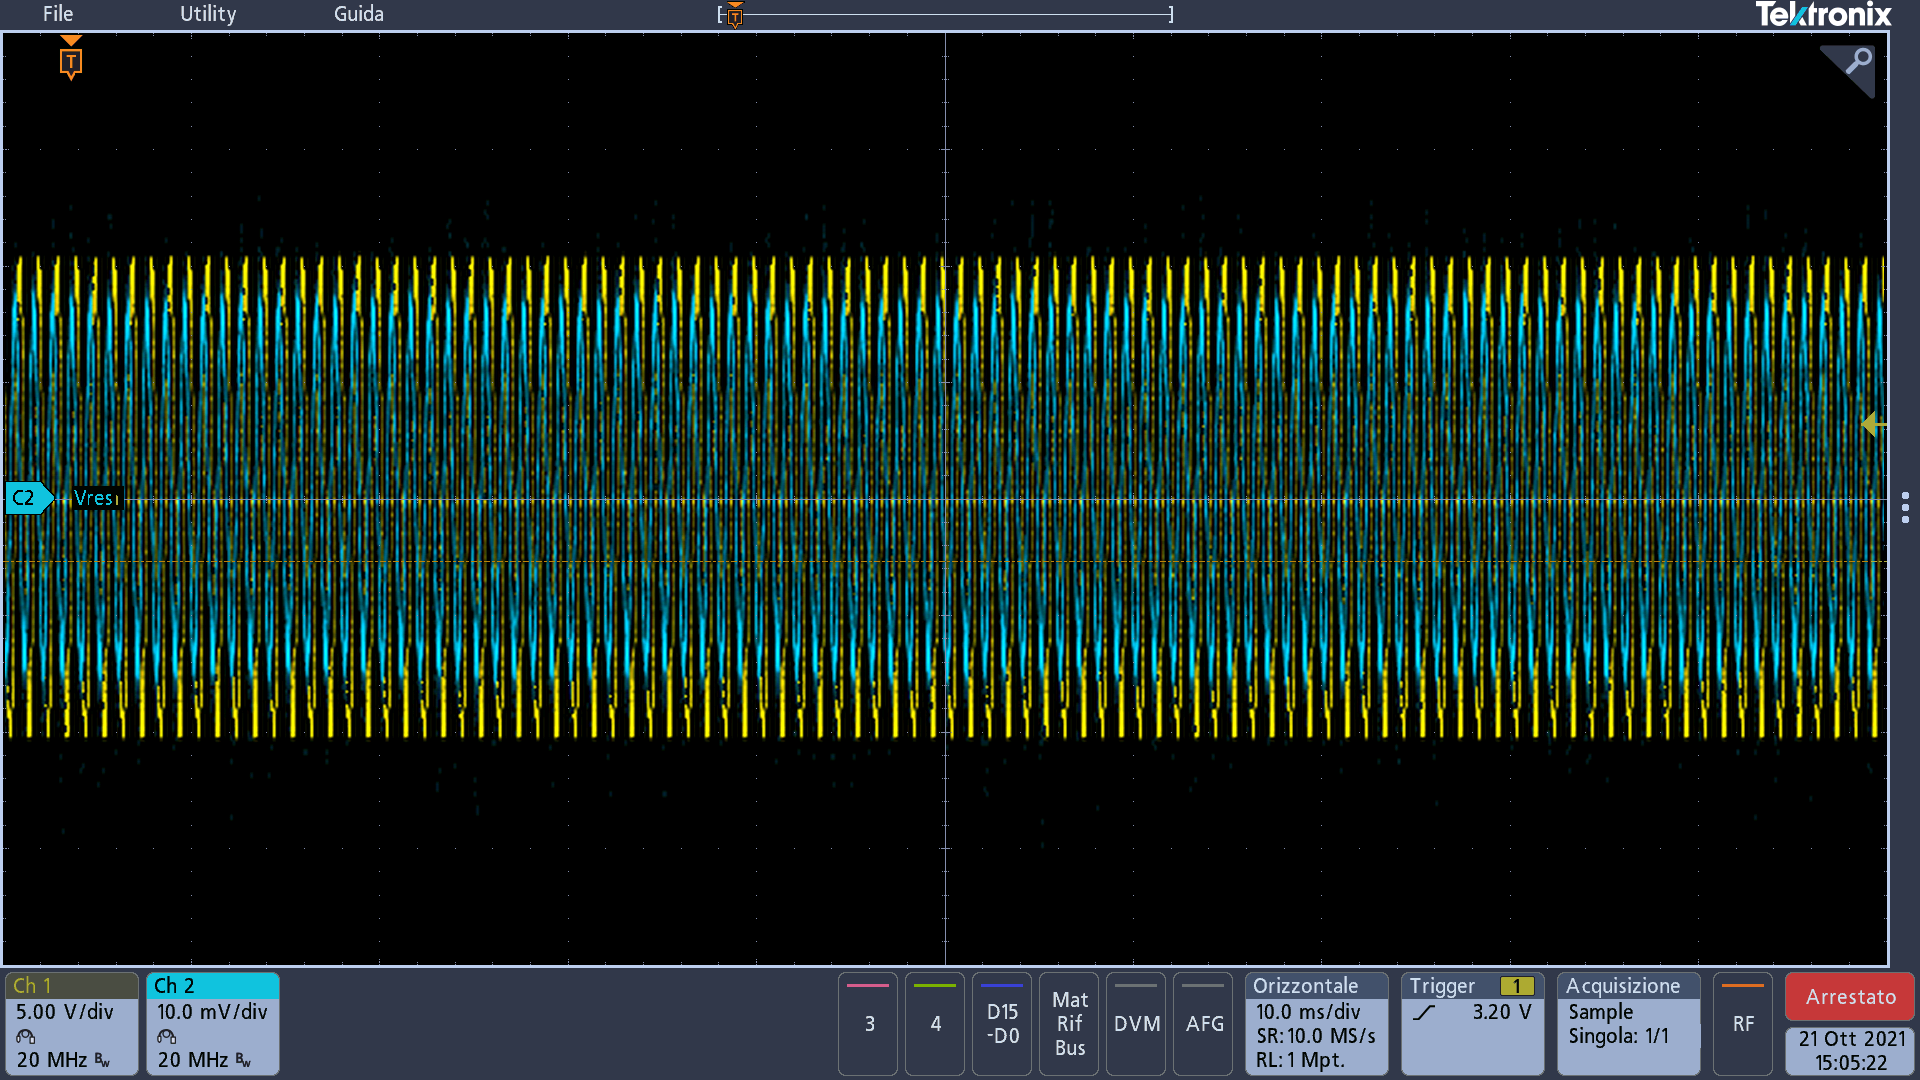 File Utility Guida
T
Tektronix
T
C2 Vres
Ch 1
5.00 V/div
20 MHz Bw
Ch 2
10.0 mV/div
20 MHz Bw
3
4
D15
-D0
Mat
Rif
Bus
DVM
AFG
Orizzontale
10.0 ms/div
SR: 10.0 MS/s
RL: 1 Mpt.
Trigger 1
3.20 V
Acquisizione
Sample
Singola: 1/1
RF
Arrestato
21 Ott 2021
15:05:22